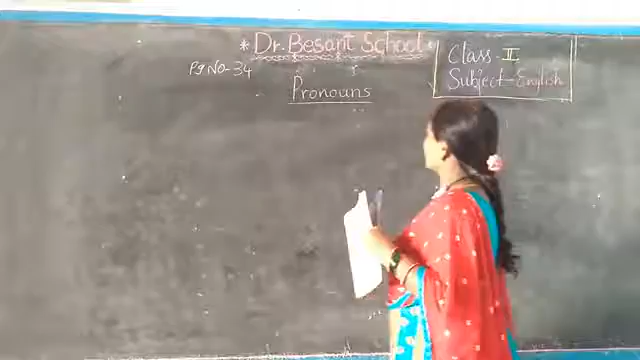 * Dr. Besant School *
Pg No-34
Pronouns
Class - II
Subject - English